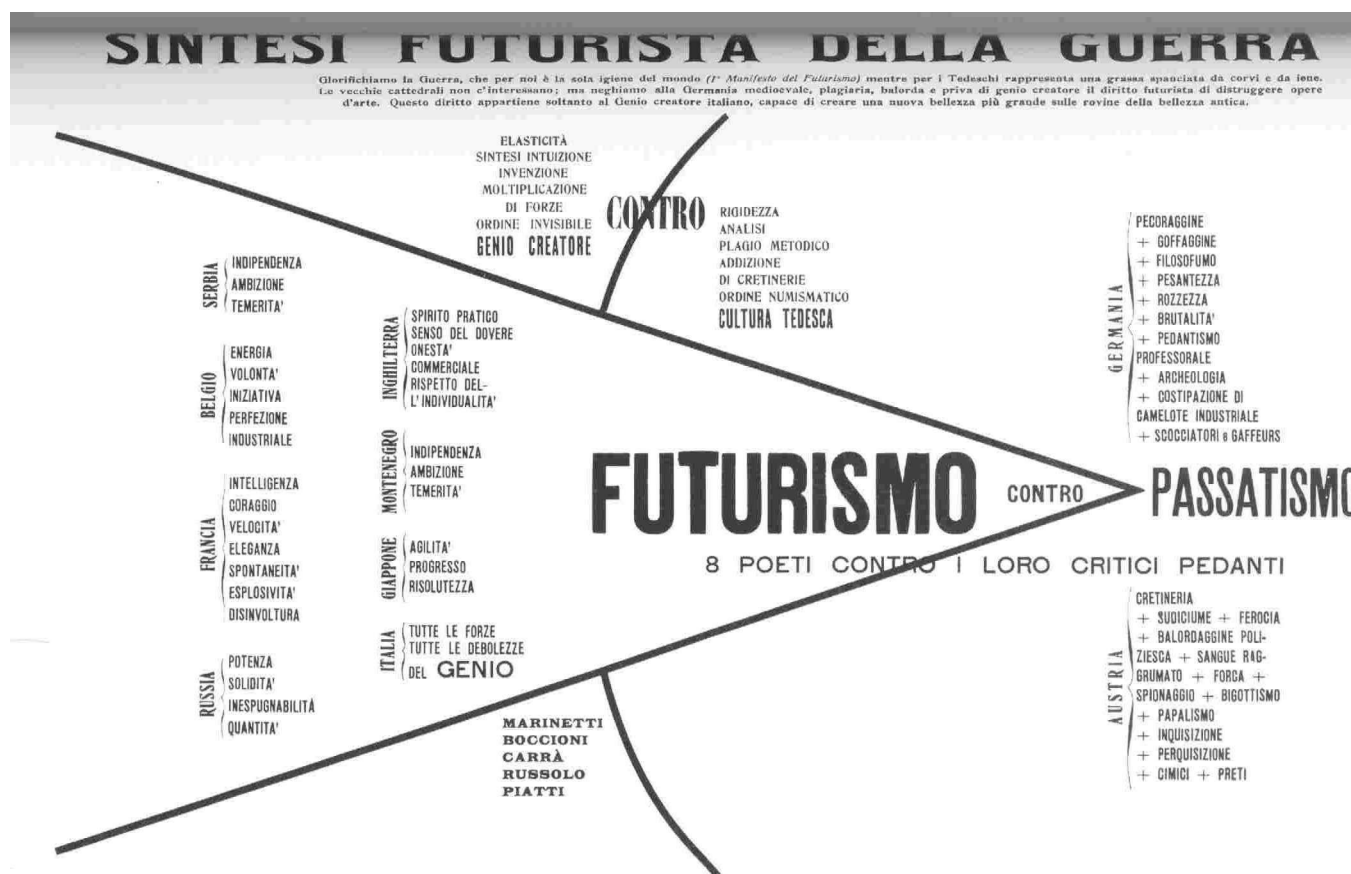 SINTESI FUTURISTA DELLA GUERRA
Glorifichiamo la Guerra, che per noi è la sola igiene del mondo (1° Manifesto del Futurismo) mentre per i Tedeschi rappresenta una grassa spanciata da corvi e da iene.
Le vecchie cattedrali non c'interessano; ma neghiamo alla Germania medioevale, plagiaria, balorda e priva di genio creatore il diritto futurista di distruggere opere
d'arte. Questo diritto appartiene soltanto al Genio creatore italiano, capace di creare una nuova bellezza più grande sulle rovine della bellezza antica.
ELASTICITÀ
SINTESI INTUIZIONE
INVENZIONE
MOLTIPLICAZIONE
DI FORZE
ORDINE INVISIBILE
GENIO CREATORE
CONTRO
RIGIDEZZA
ANALISI
PLAGIO METODICO
ADDIZIONE
DI CRETINERIE
ORDINE NUMISMATICO
CULTURA TEDESCA
SERBIA
INDIPENDENZA
AMBIZIONE
TEMERITA'
BELGIO
ENERGIA
VOLONTA'
INIZIATIVA
PERFEZIONE
INDUSTRIALE
FRANCIA
INTELLIGENZA
CORAGGIO
VELOCITA'
ELEGANZA
SPONTANEITA'
ESPLOSIVITA'
DISINVOLTURA
RUSSIA
POTENZA
SOLIDITA'
INESPUGNABILITÀ
QUANTITA'
INGHILTERRA
SPIRITO PRATICO
SENSO DEL DOVERE
ONESTA'
COMMERCIALE
RISPETTO DEL-
L'INDIVIDUALITA'
MONTENEGRO
INDIPENDENZA
AMBIZIONE
TEMERITA'
GIAPPONE
AGILITA'
PROGRESSO
RISOLUTEZZA
ITALIA
TUTTE LE FORZE
TUTTE LE DEBOLEZZE
DEL GENIO
FUTURISMO CONTRO PASSATISMO
8 POETI CONTRO I LORO CRITICI PEDANTI
GERMANIA
PECORAGGINE
+ GOFFAGGINE
+ FILOSOFUMO
+ PESANTEZZA
+ ROZZEZZA
+ BRUTALITA'
+ PEDANTISMO
PROFESSORALE
+ ARCHEOLOGIA
+ COSTIPAZIONE DI
CAMELOTE INDUSTRIALE
+ SCOCCIATORI e GAFFEURS
AUSTRIA
CRETINERIA
+ SUDICIUME + FEROCIA
+ BALORDAGGINE POLI-
ZIESCA + SANGUE RAG-
GRUMATO + FORCA +
SPIONAGGIO + BIGOTTISMO
+ PAPALISMO
+ INQUISIZIONE
+ PERQUISIZIONE
+ CIMICI + PRETI
MARINETTI
BOCCIONI
CARRÀ
RUSSOLO
PIATTI